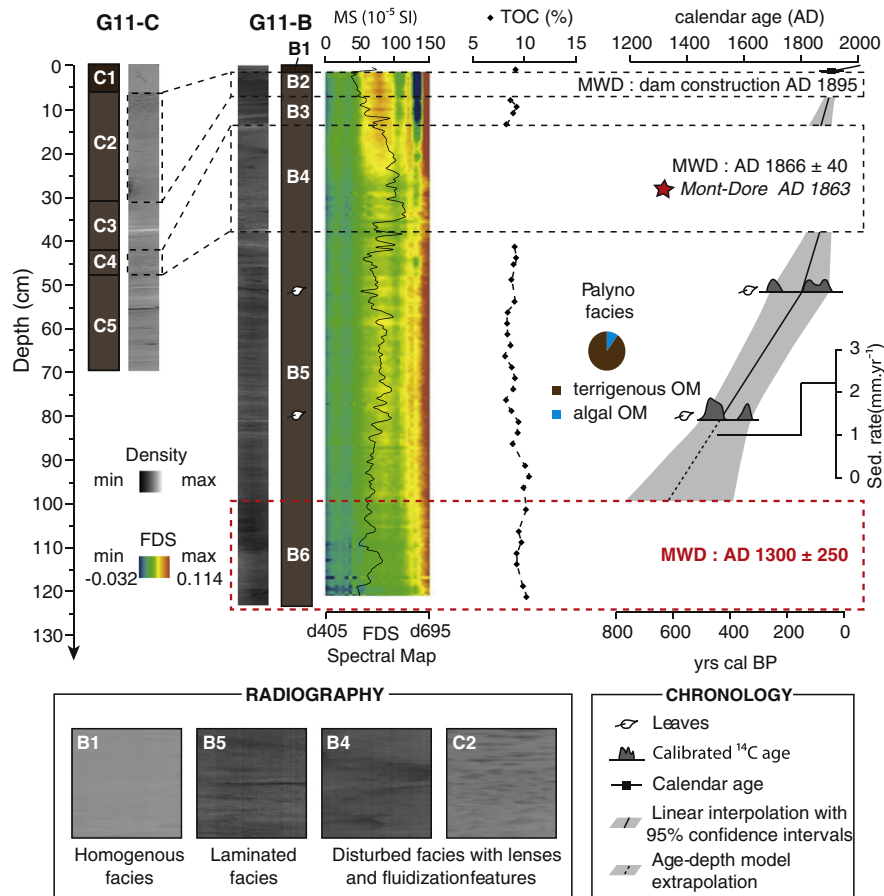 G11-C
G11-B
MS (10⁻⁵ SI)
TOC (%)
calendar age (AD)
B1
0 50 100 150
5 10 15
1200 1400 1600 1800 2000
Depth (cm)
0
10
20
30
40
50
60
70
80
90
100
110
120
130
C1
C2
C3
C4
C5
B2
B3
B4
B5
B6
MWD : dam construction AD 1895
MWD : AD 1866 ± 40
Mont-Dore AD 1863
Palyno
facies
terrigenous OM
algal OM
3
2
1
0
Sed. rate(mm.yr⁻¹)
Density
min max
FDS
min max
-0.032 0.114
MWD : AD 1300 ± 250
d405 FDS d695
Spectral Map
800 600 400 200 0
yrs cal BP
RADIOGRAPHY
B1
B5
B4
C2
Homogenous
facies
Laminated
facies
Disturbed facies with lenses
and fluidizationfeatures
CHRONOLOGY
Leaves
Calibrated ¹⁴C age
Calendar age
Linear interpolation with
95% confidence intervals
Age-depth model
extrapolation